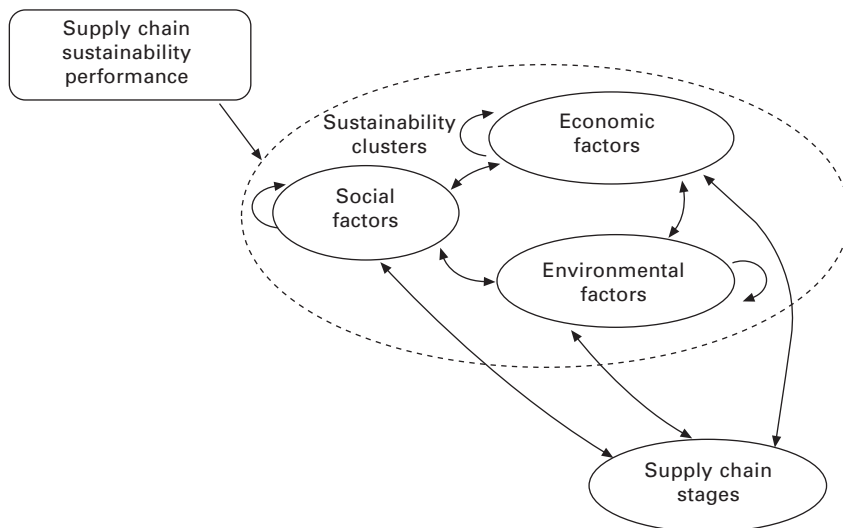 Supply chain
sustainability
performance
Sustainability
clusters
Economic
factors
Social
factors
Environmental
factors
Supply chain
stages